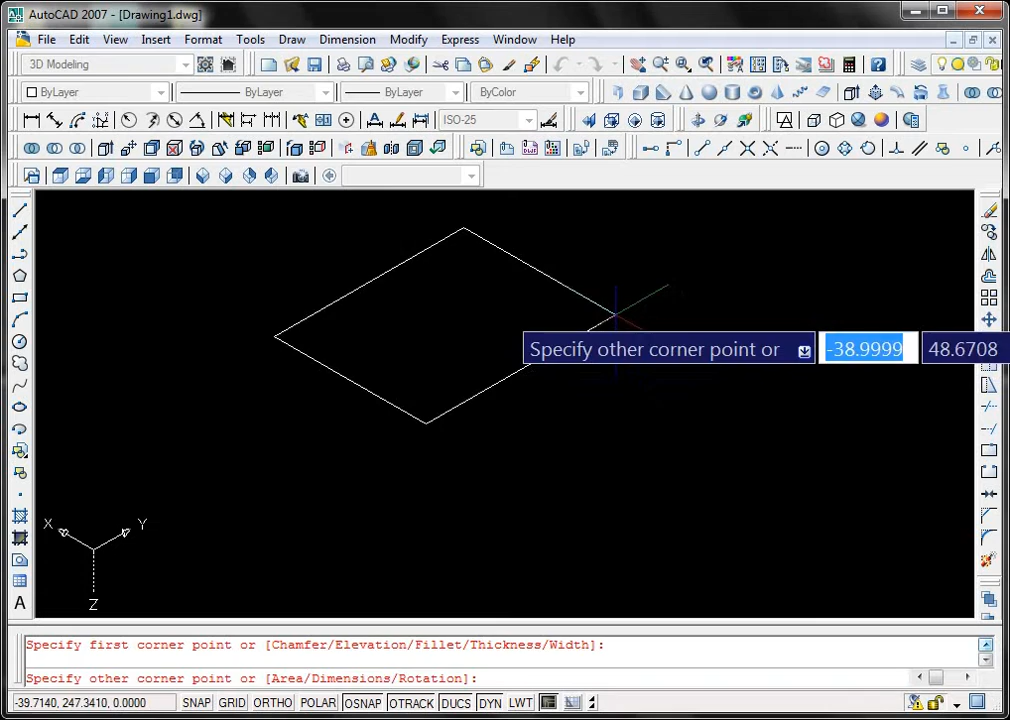 AutoCAD 2007 - [Drawing1.dwg]
File Edit View Insert Format Tools Draw Dimension Modify Express Window Help
3D Modeling
ByLayer ByLayer ByLayer ByColor
ISO-25
Specify other corner point or -38.9999 48.6708
X Y
Z
A
Specify first corner point or [Chamfer/Elevation/Fillet/Thickness/Width]:
Specify other corner point or [Area/Dimensions/Rotation]:
-39.7140, 247.3410, 0.0000 SNAP GRID ORTHO POLAR OSNAP OTRACK DUCS DYN LWT